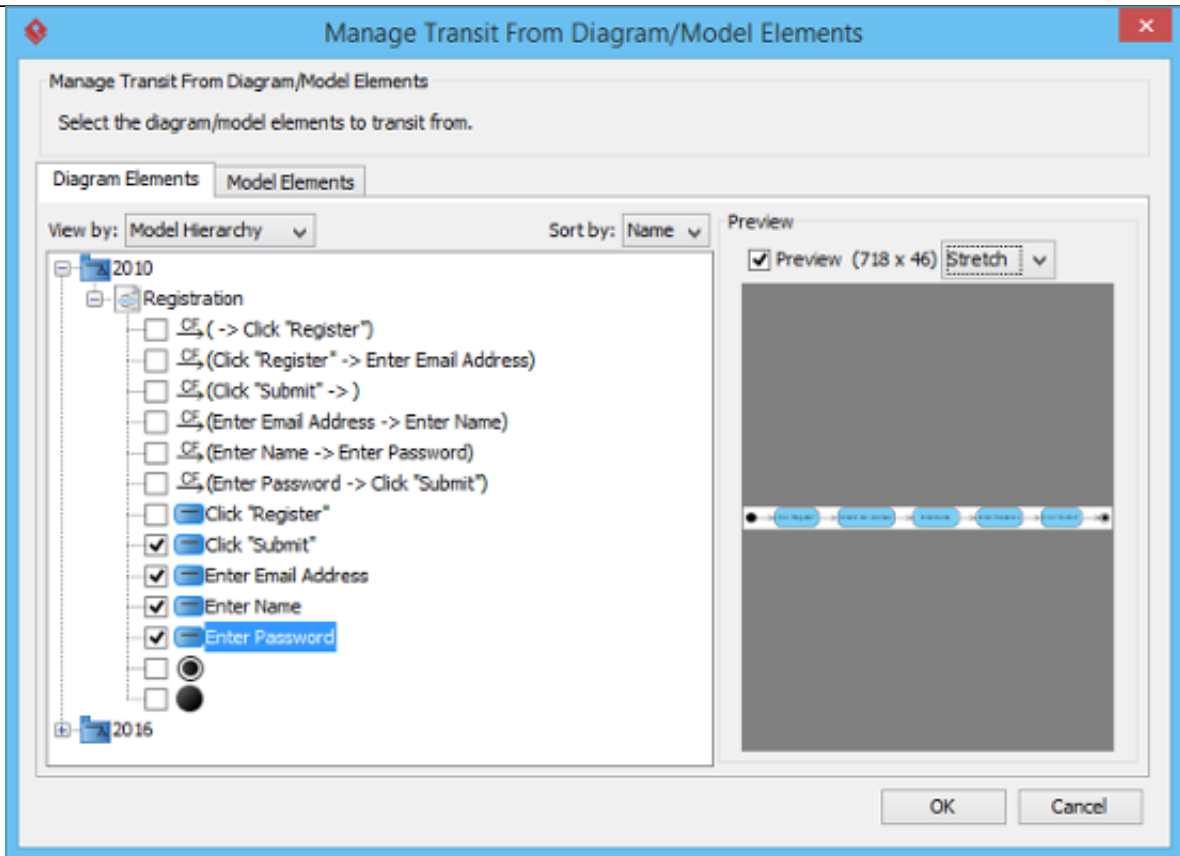 Manage Transit From Diagram/Model Elements
Manage Transit From Diagram/Model Elements
Select the diagram/model elements to transit from.
Diagram Elements Model Elements
View by: Model Hierarchy Sort by: Name
Preview
Preview (718 x 46) Stretch
2010
Registration
CF ( -> Click "Register")
CF (Click "Register" -> Enter Email Address)
CF (Click "Submit" -> )
CF (Enter Email Address -> Enter Name)
CF (Enter Name -> Enter Password)
CF (Enter Password -> Click "Submit")
Click "Register"
Click "Submit"
Enter Email Address
Enter Name
Enter Password
2016
OK Cancel